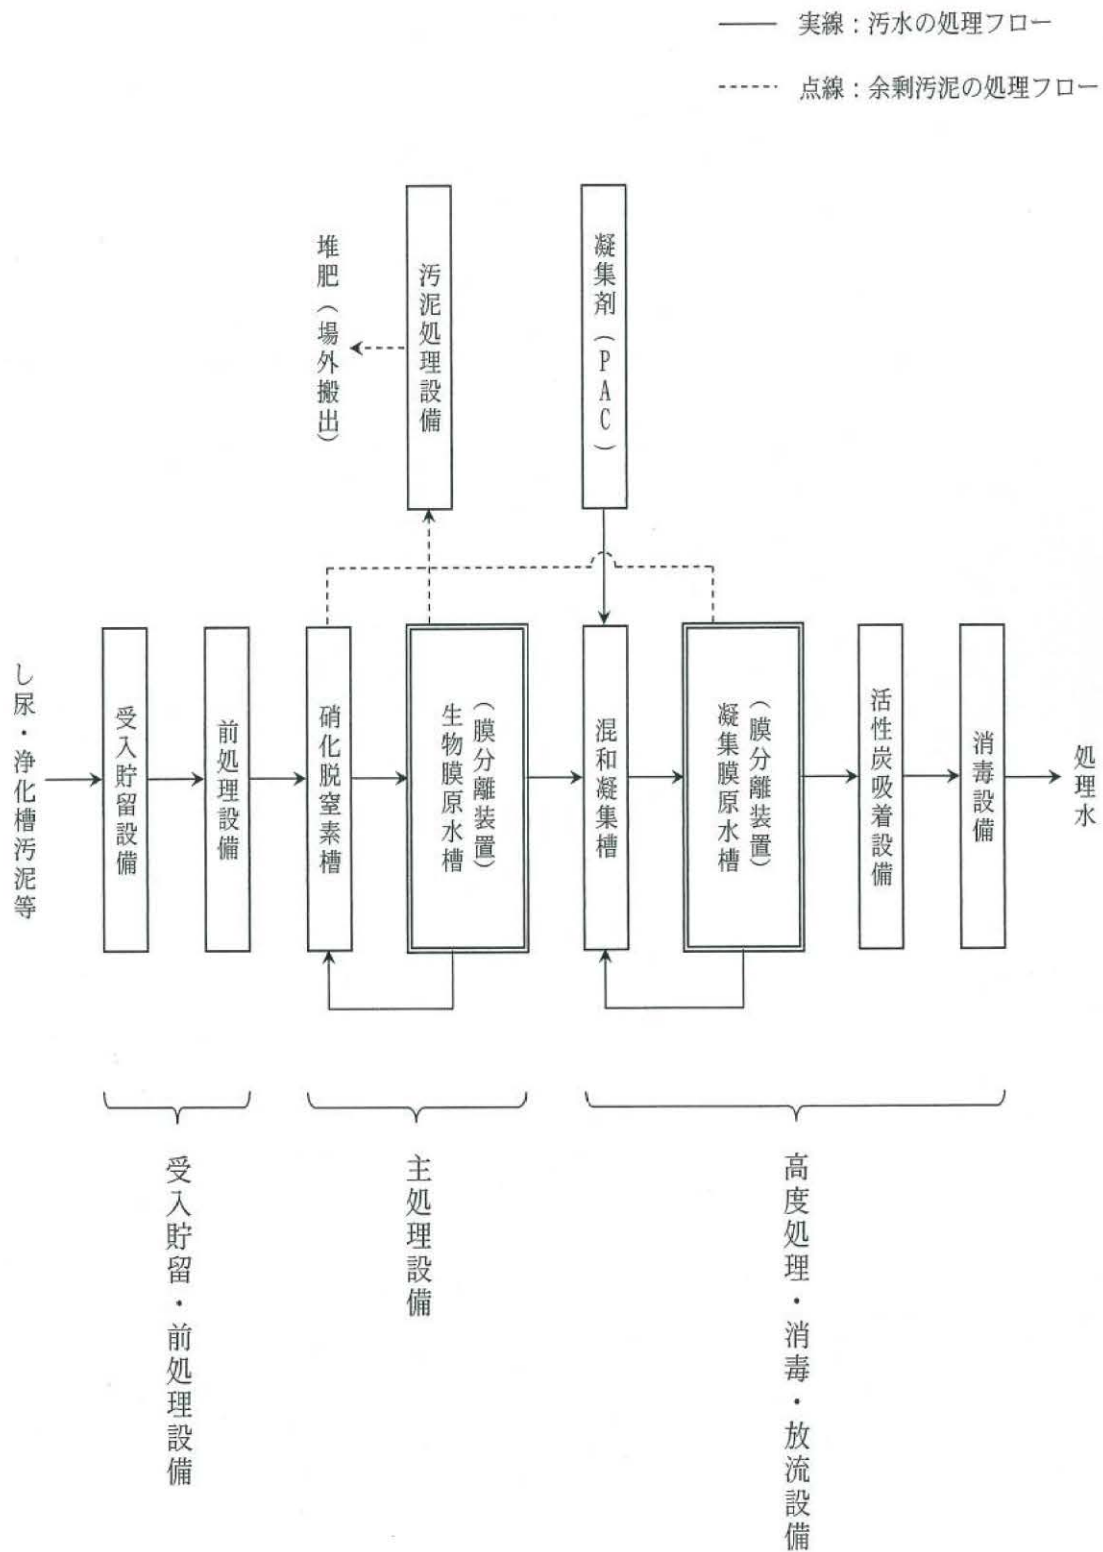 実線：汚水の処理フロー
点線：余剰汚泥の処理フロー
堆肥（場外搬出）
汚泥処理設備
凝集剤（PAC）
し尿・浄化槽汚泥等
受入貯留設備
前処理設備
硝化脱窒素槽
生物膜原水槽
（膜分離装置）
混和凝集槽
凝集膜原水槽
（膜分離装置）
活性炭吸着設備
消毒設備
処理水
受入貯留・前処理設備
主処理設備
高度処理・消毒・放流設備